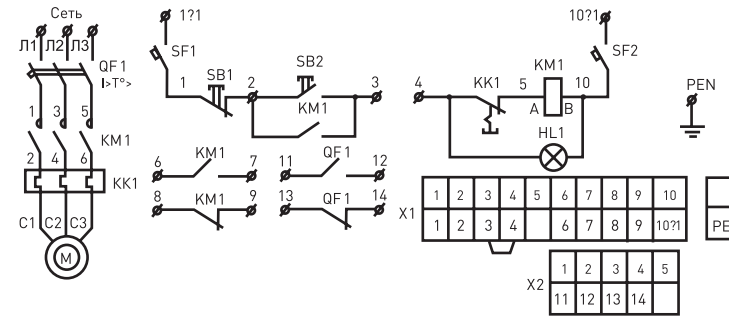 Сеть
Л1 Л2 Л3
QF1
I>T°>
1 3 5
KM1
2 4 6
KK1
C1 C2 C3
M
1?1
SF1
1
SB1
2
SB2
3
KM1
6 KM1 7
11 QF1 12
8 KM1 9
13 QF1 14
10?1
SF2
4
KK1
5
KM1
10
A B
HL1
PEN
X1
1 2 3 4 5 6 7 8 9 10
1 2 3 4 6 7 8 9 10?1
PE
X2
1 2 3 4 5
11 12 13 14